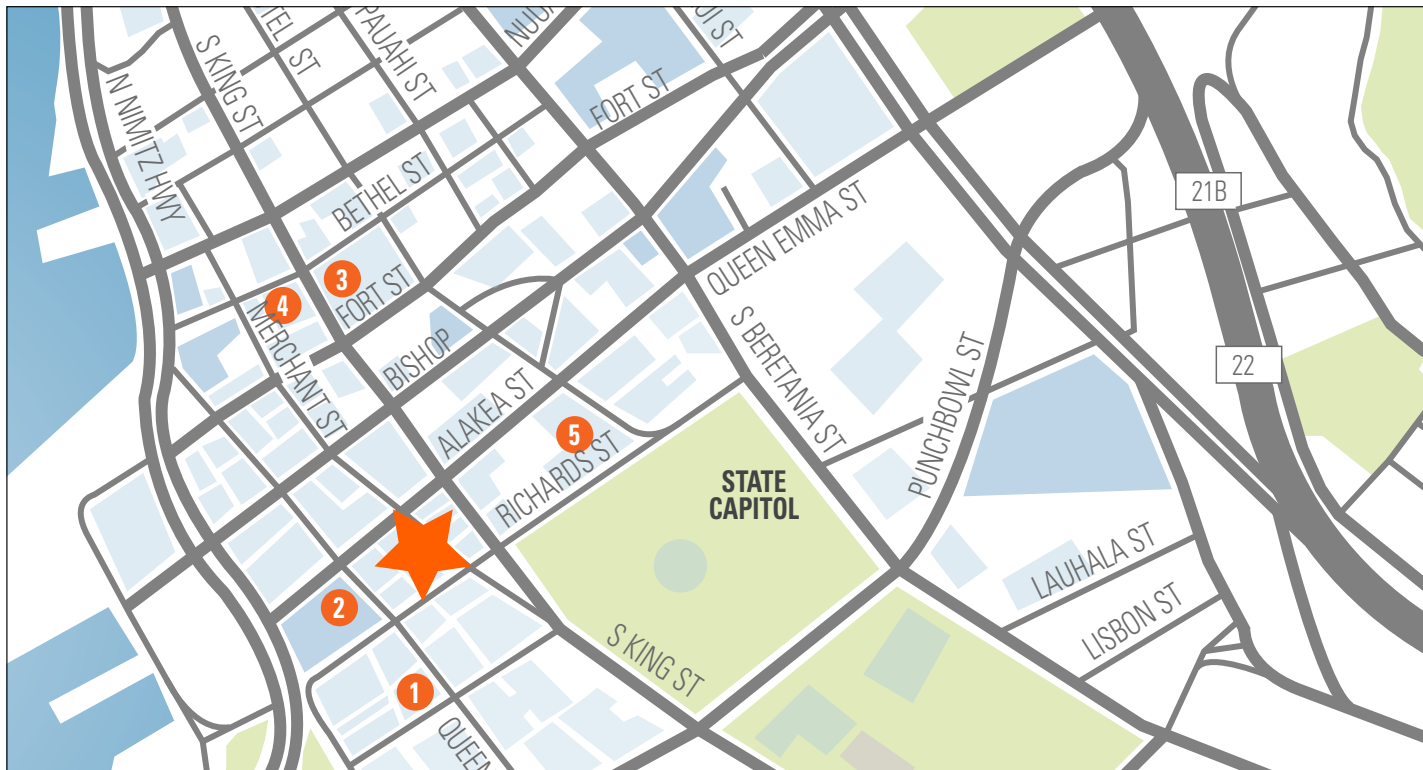 S KING ST
PAUAHI ST
N NIMITZ HWY
FORT ST
BETHEL ST
21B
QUEEN EMMA ST
3
FORT ST
4
MERCHANT ST
BISHOP
S BERETANIA ST
PUNCHBOWL ST
22
ALAKEA ST
5
RICHARDS ST
STATE
CAPITOL
LAUHALA ST
LISBON ST
2
S KING ST
1
QUEEN